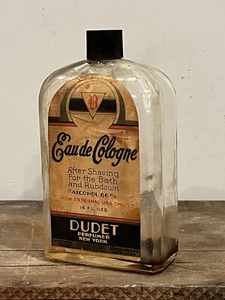 Eau de Cologne
After Shaving
For the Bath
and Rubdown
ALCOHOL 66%
FOR EXTERNAL USE ONLY
16 FL. OZS.
DUDET
PERFUMER
NEW YORK